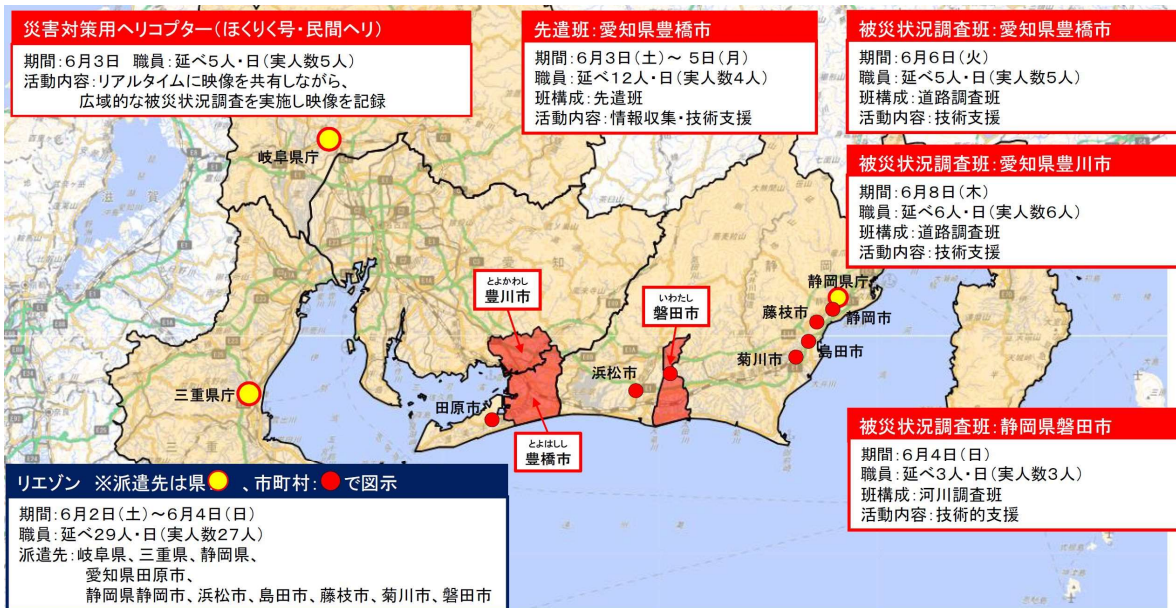 災害対策用ヘリコプター(ほくりく号・民間ヘリ)
期間:6月3日 職員:延べ5人・日(実人数5人)
活動内容:リアルタイムに映像を共有しながら、
広域的な被災状況調査を実施し映像を記録
先遣班:愛知県豊橋市
期間:6月3日(土)~ 5日(月)
職員:延べ12人・日(実人数4人)
班構成:先遣班
活動内容:情報収集・技術支援
被災状況調査班:愛知県豊橋市
期間:6月6日(火)
職員:延べ5人・日(実人数5人)
班構成:道路調査班
活動内容:技術支援
被災状況調査班:愛知県豊川市
期間:6月8日(木)
職員:延べ6人・日(実人数6人)
班構成:道路調査班
活動内容:技術支援
岐阜県庁
滋賀
愛知
静岡
とよかわし
豊川市
いわたし
磐田市
静岡県庁
藤枝市
静岡市
島田市
菊川市
浜松市
三重県庁
田原市
とよはしし
豊橋市
三重
被災状況調査班:静岡県磐田市
期間:6月4日(日)
職員:延べ3人・日(実人数3人)
班構成:河川調査班
活動内容:技術的支援
リエゾン ※派遣先は県 、市町村: で図示
期間:6月2日(土)~6月4日(日)
職員:延べ29人・日(実人数27人)
派遣先:岐阜県、三重県、静岡県、
愛知県田原市、
静岡県静岡市、浜松市、島田市、藤枝市、菊川市、磐田市